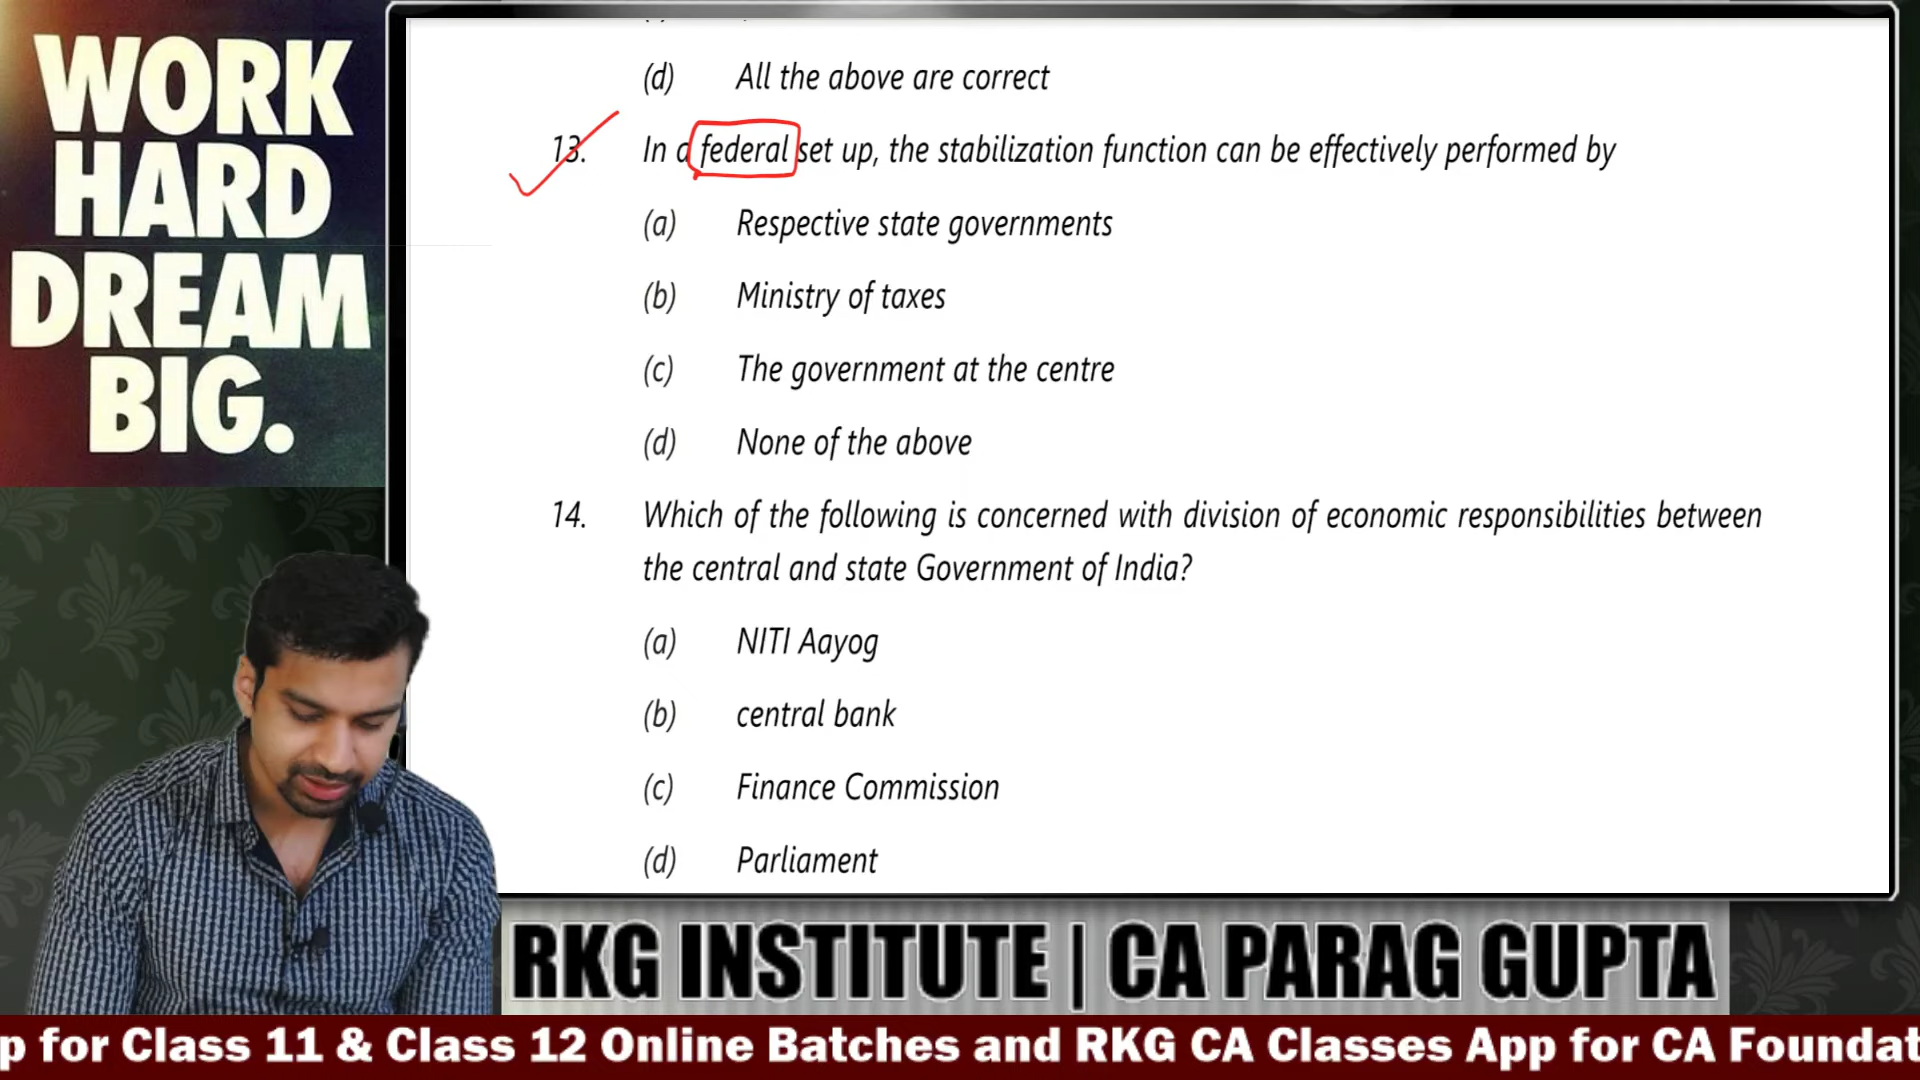 WORK
HARD
DREAM
BIG.
(d) All the above are correct
13. In a federal set up, the stabilization function can be effectively performed by
(a) Respective state governments
(b) Ministry of taxes
(c) The government at the centre
(d) None of the above
14. Which of the following is concerned with division of economic responsibilities between
the central and state Government of India?
(a) NITI Aayog
(b) central bank
(c) Finance Commission
(d) Parliament
RKG INSTITUTE | CA PARAG GUPTA
p for Class 11 & Class 12 Online Batches and RKG CA Classes App for CA Foundat